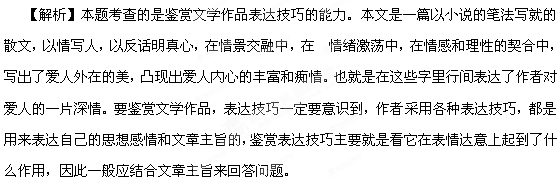 【解析】本题考查的是鉴赏文学作品表达技巧的能力。本文是一篇以小说的笔法写就的
散文，以情写人，以反话明真心，在情景交融中，在 情绪激荡中，在情感和理性的契合中，
写出了爱人外在的美，凸现出爱人内心的丰富和痴情。也就是在这些字里行间表达了作者对
爱人的一片深情。要鉴赏文学作品，表达技巧一定要意识到，作者采用各种表达技巧，都是
用来表达自己的思想感情和文章主旨的，鉴赏表达技巧主要就是看它在表情达意上起到了什
么作用，因此一般应结合文章主旨来回答问题。